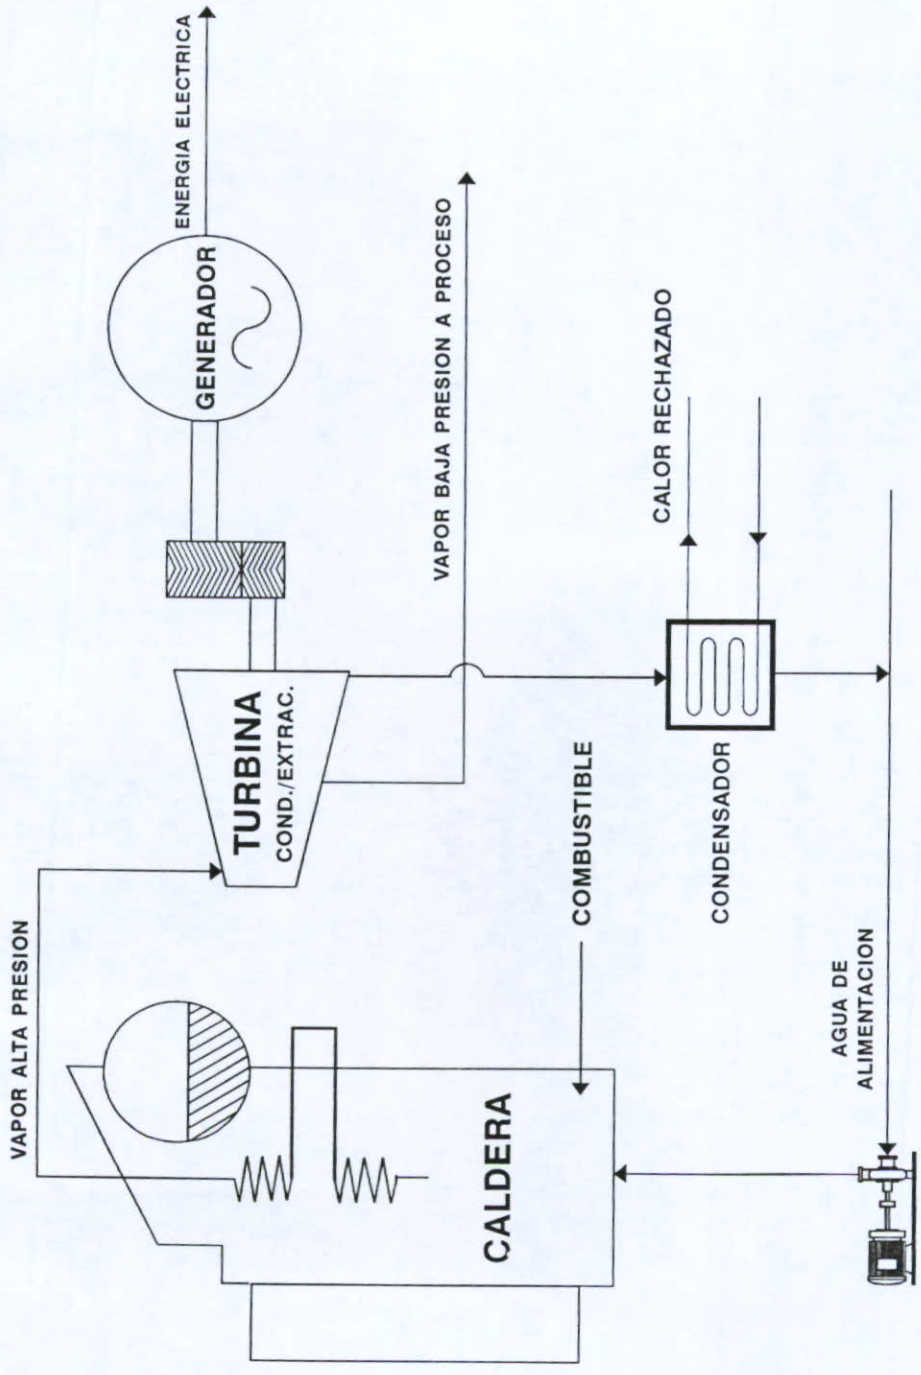 VAPOR ALTA PRESION
ENERGIA ELECTRICA
GENERADOR
TURBINA
COND./EXTRAC.
VAPOR BAJA PRESION A PROCESO
CALDERA
COMBUSTIBLE
CALOR RECHAZADO
CONDENSADOR
AGUA DE
ALIMENTACION